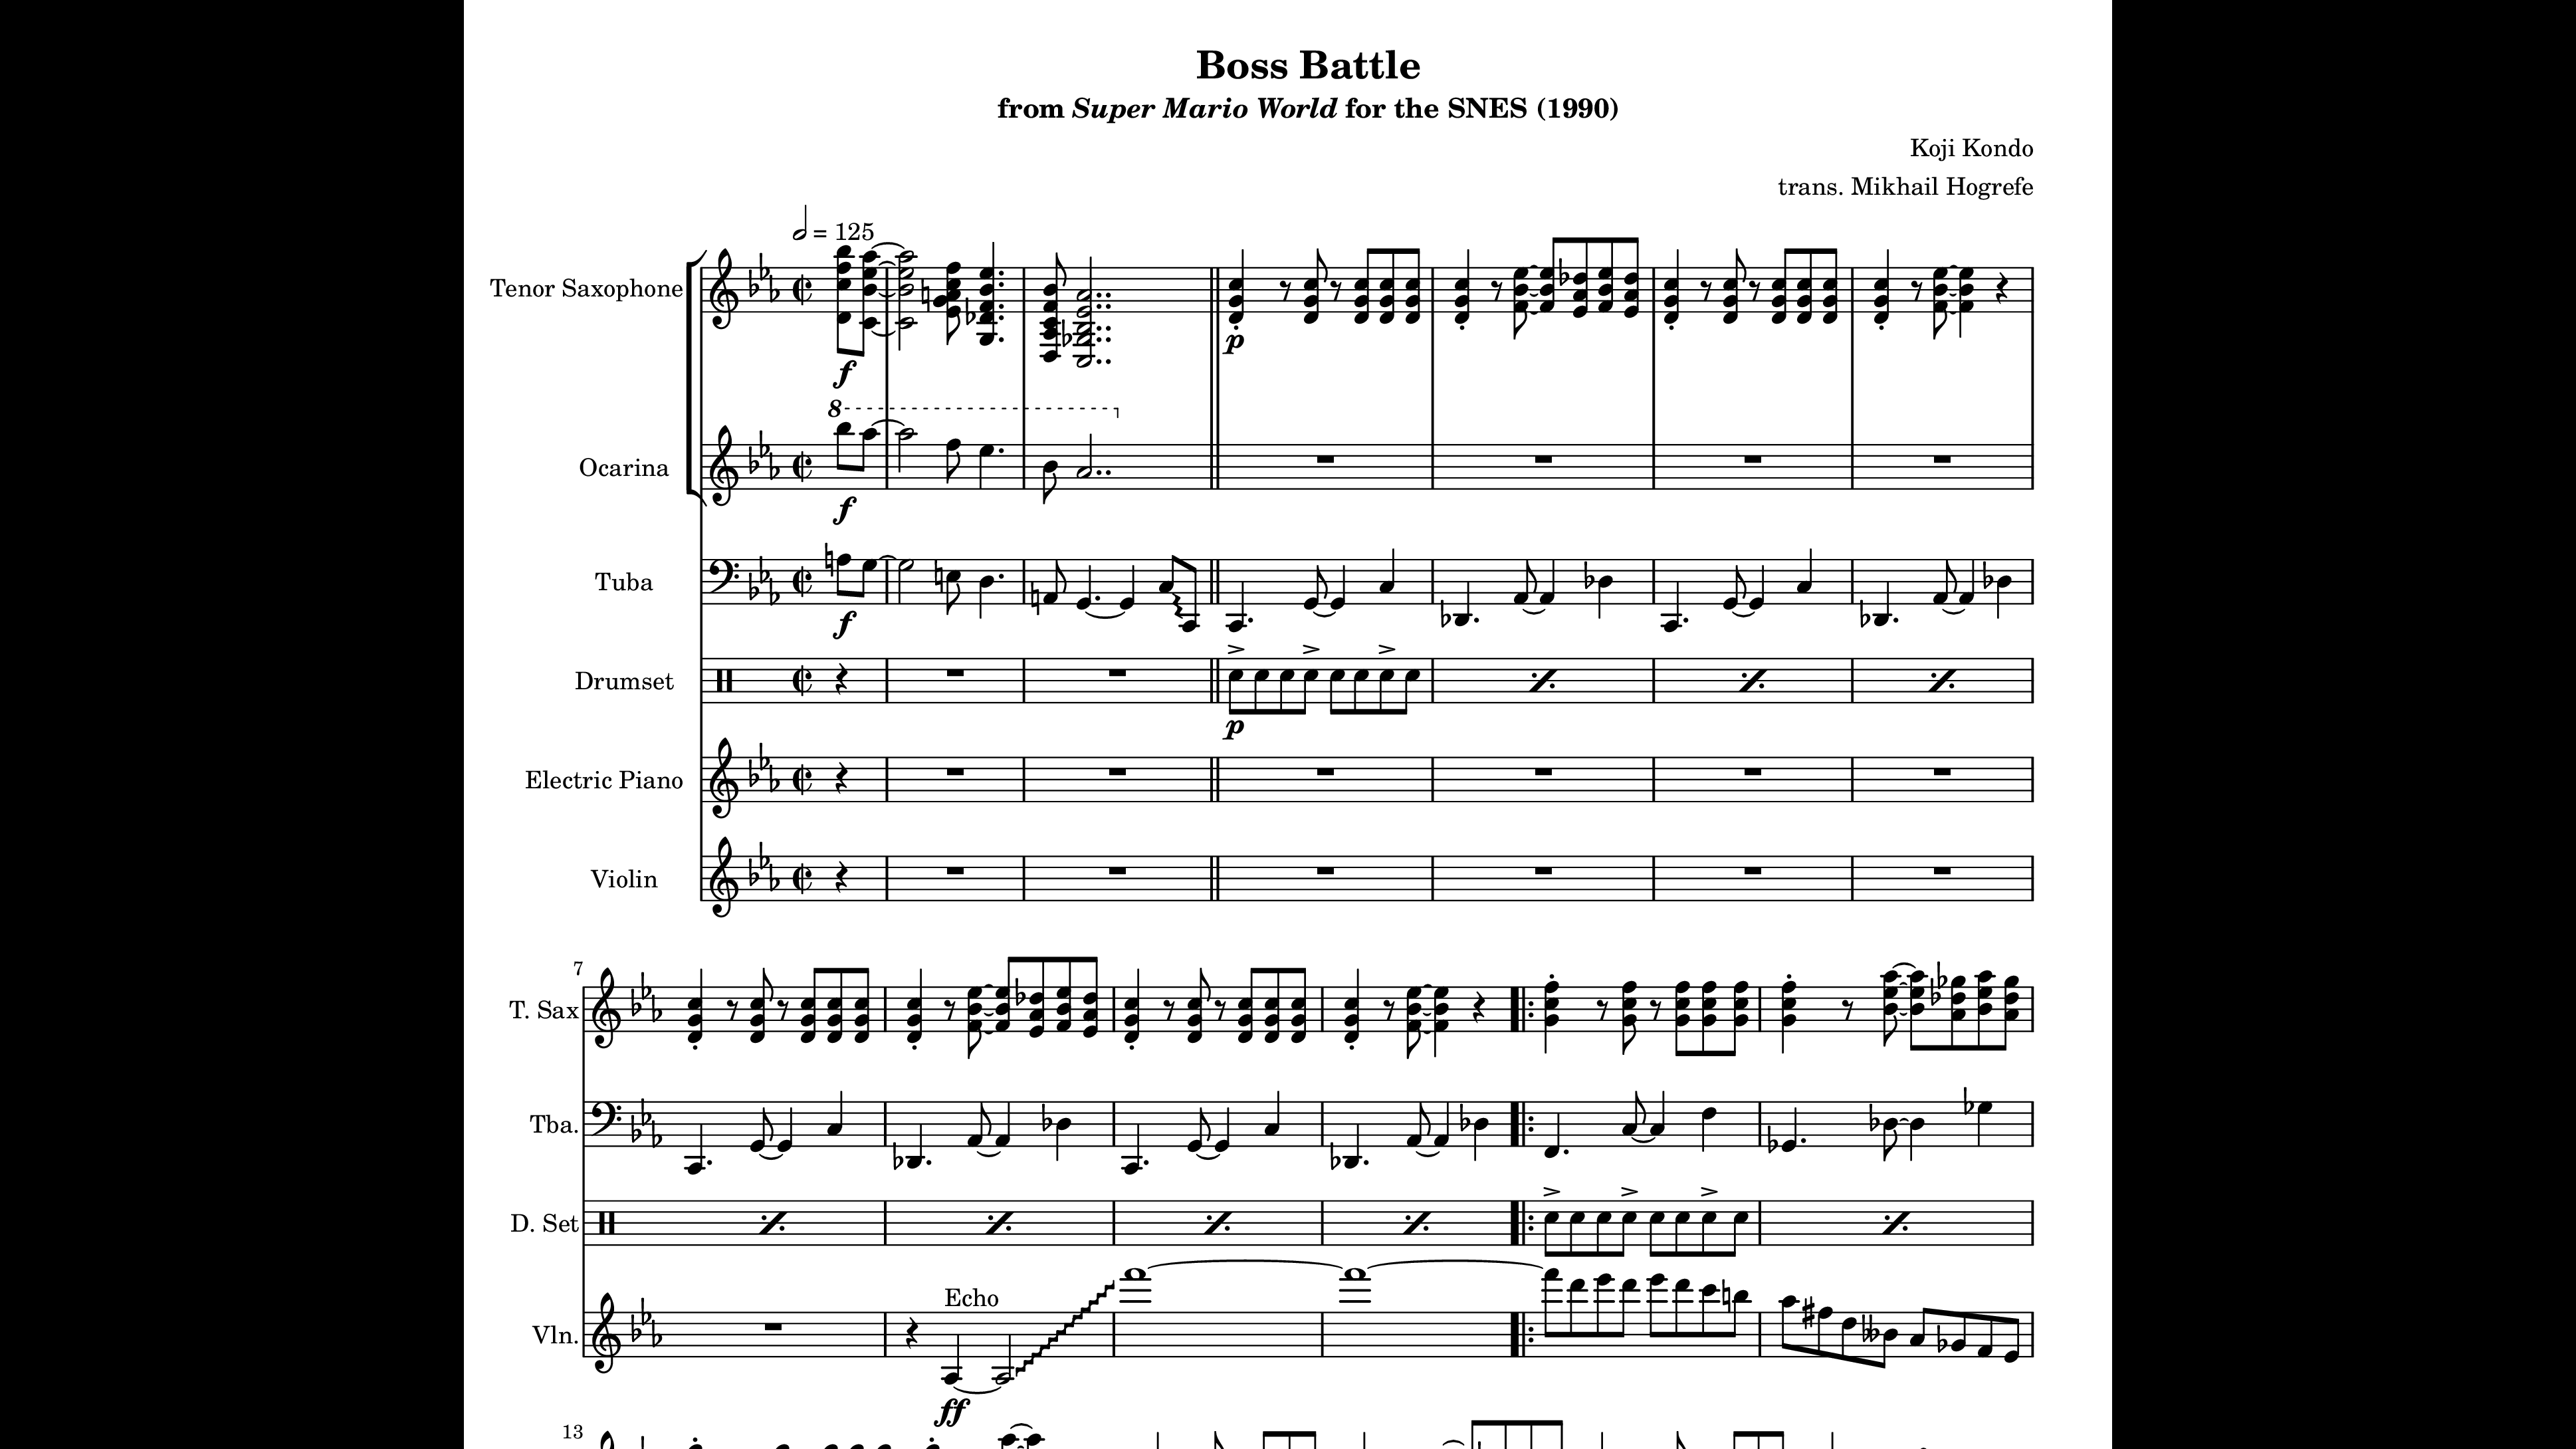 Boss Battle
from Super Mario World for the SNES (1990)
Koji Kondo
trans. Mikhail Hogrefe
= 125
Tenor Saxophone
f
p
8
Ocarina
f
Tuba
f
Drumset
p
Electric Piano
Violin
7
T. Sax
Tba.
D. Set
Echo
Vln.
ff
13